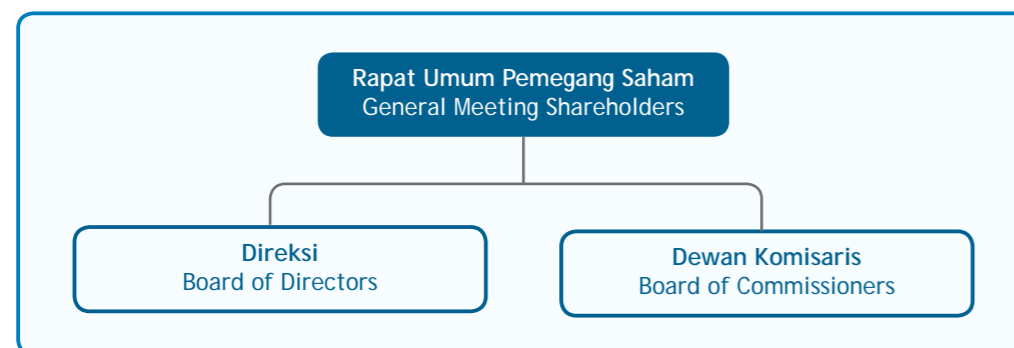 Rapat Umum Pemegang Saham
General Meeting Shareholders
Direksi
Board of Directors
Dewan Komisaris
Board of Commissioners